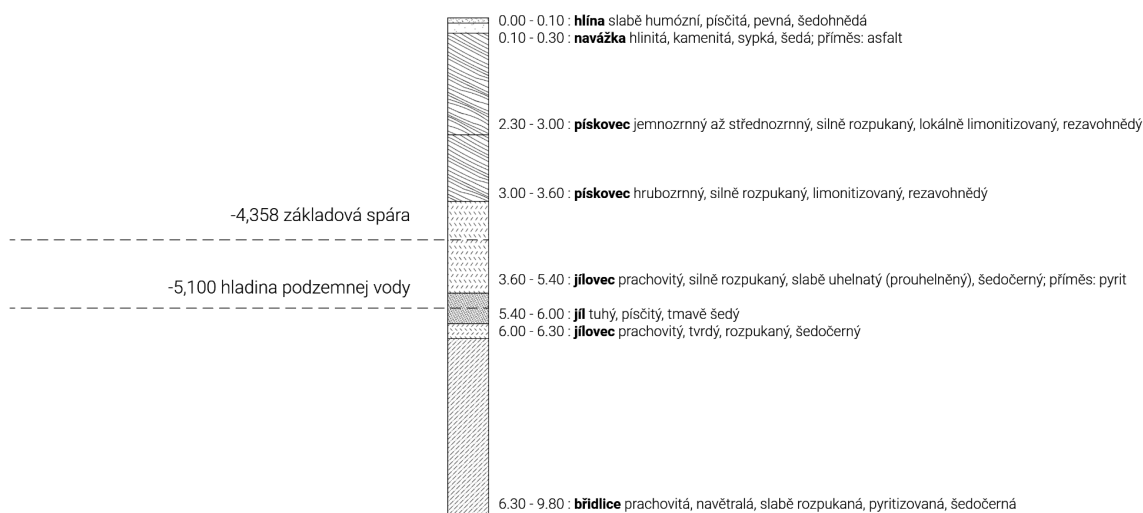 0.00 - 0.10 : hlína slabě humózní, písčitá, pevná, šedohnědá
0.10 - 0.30 : navážka hlinitá, kamenitá, sypká, šedá; příměs: asfalt
2.30 - 3.00 : pískovec jemnozrnný až střednozrnný, silně rozpukaný, lokálně limonitizovaný, rezavohnědý
3.00 - 3.60 : pískovec hrubozrnný, silně rozpukaný, limonitizovaný, rezavohnědý
-4,358 základová spára
3.60 - 5.40 : jílovec prachovitý, silně rozpukaný, slabě uhelnatý (prouhelněný), šedočerný; příměs: pyrit
-5,100 hladina podzemnej vody
5.40 - 6.00 : jíl tuhý, písčitý, tmavě šedý
6.00 - 6.30 : jílovec prachovitý, tvrdý, rozpukaný, šedočerný
6.30 - 9.80 : břidlice prachovitá, navětralá, slabě rozpukaná, pyritizovaná, šedočerná